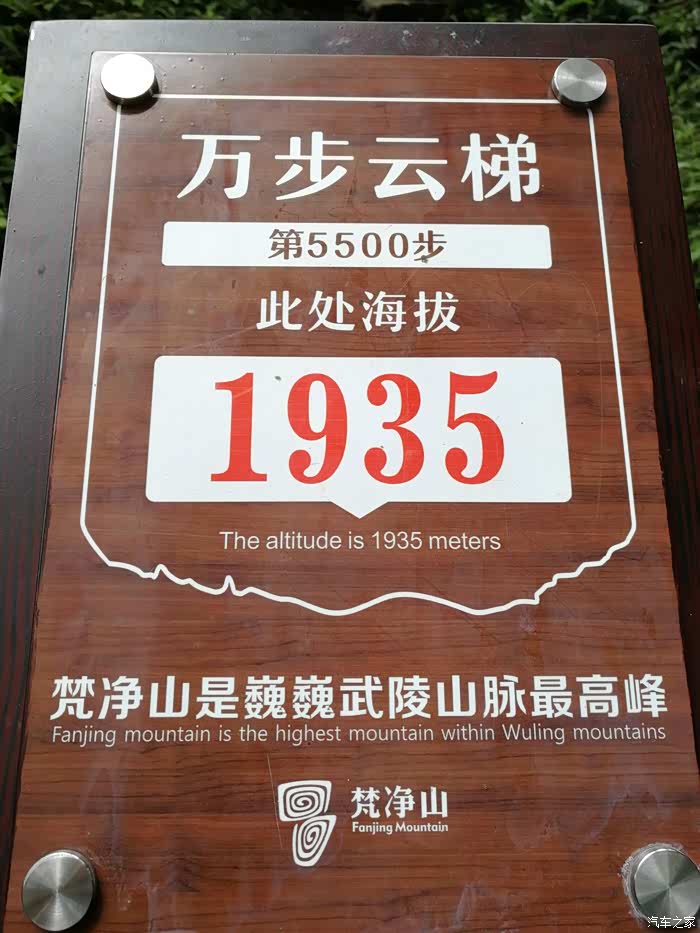 万步云梯
第5500步
此处海拔
1935
The altitude is 1935 meters
梵净山是巍巍武陵山脉最高峰
Fanjing mountain is the highest mountain within Wuling mountains
梵净山
Fanjing Mountain
汽车之家